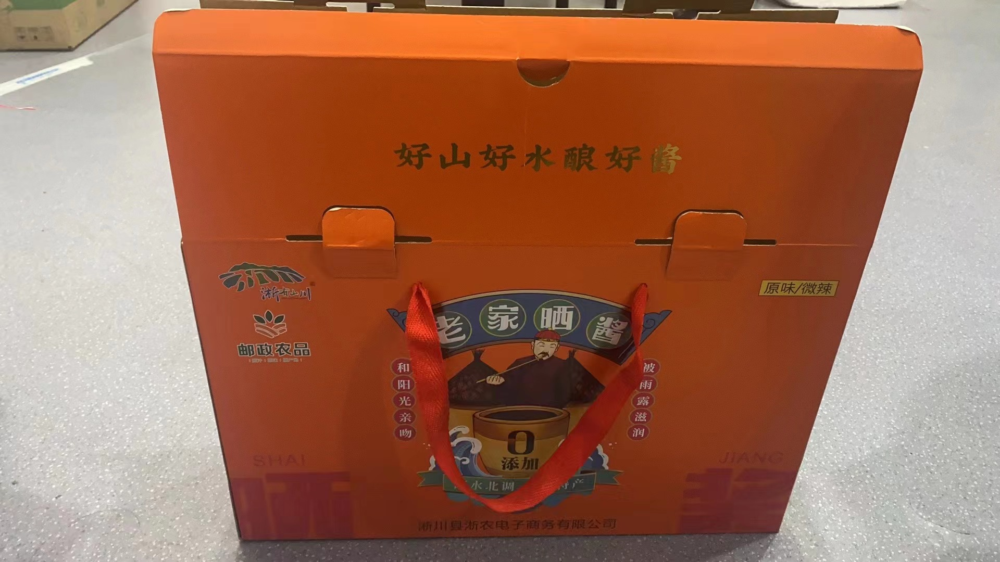 好山好水酿好酱
淅有山川
原味/微辣
邮政农品
老家晒酱
和阳光亲吻
被雨露滋润
0
添加
水北调
特产
SHAI
JIANG
淅川县淅农电子商务有限公司